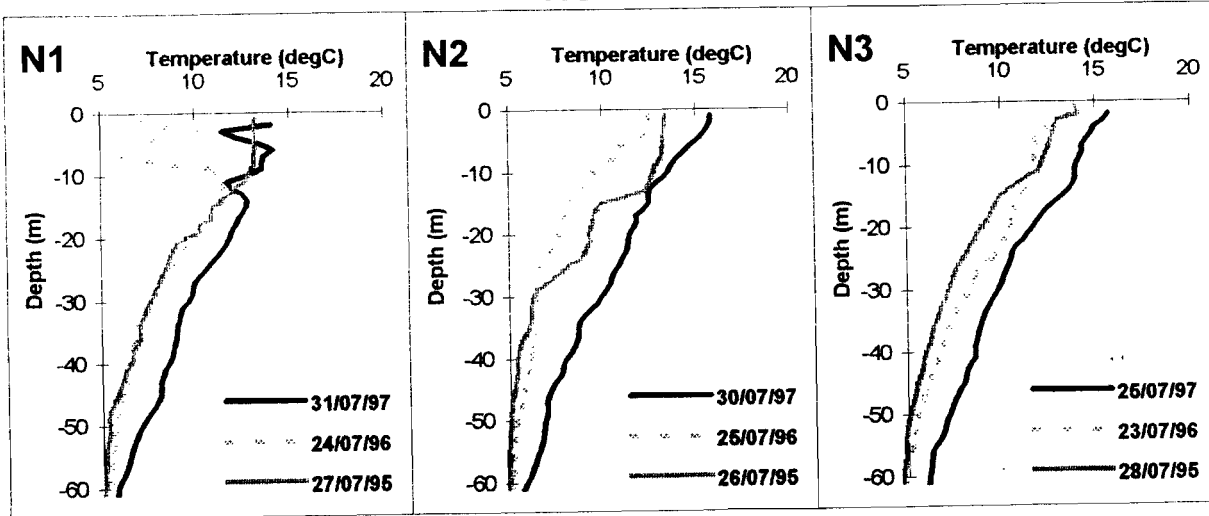 N1
Temperature (degC)
5 10 15 20
0
-10
-20
-30
-40
-50
-60
Depth (m)
31/07/97
24/07/96
27/07/95
N2
Temperature (degC)
5 10 15 20
0
-10
-20
-30
-40
-50
-60
Depth (m)
30/07/97
25/07/96
26/07/95
N3
Temperature (degC)
5 10 15 20
0
-10
-20
-30
-40
-50
-60
Depth (m)
25/07/97
23/07/96
28/07/95